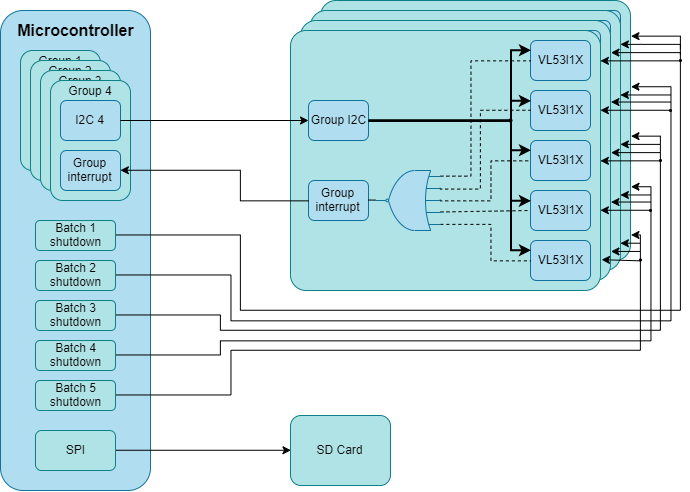 Microcontroller
Group 1
Group 2
Group 3
Group 4
I2C 4
Group
interrupt
Batch 1
shutdown
Batch 2
shutdown
Batch 3
shutdown
Batch 4
shutdown
Batch 5
shutdown
SPI
Group I2C
Group
interrupt
VL53l1X
VL53l1X
VL53l1X
VL53l1X
VL53l1X
SD Card